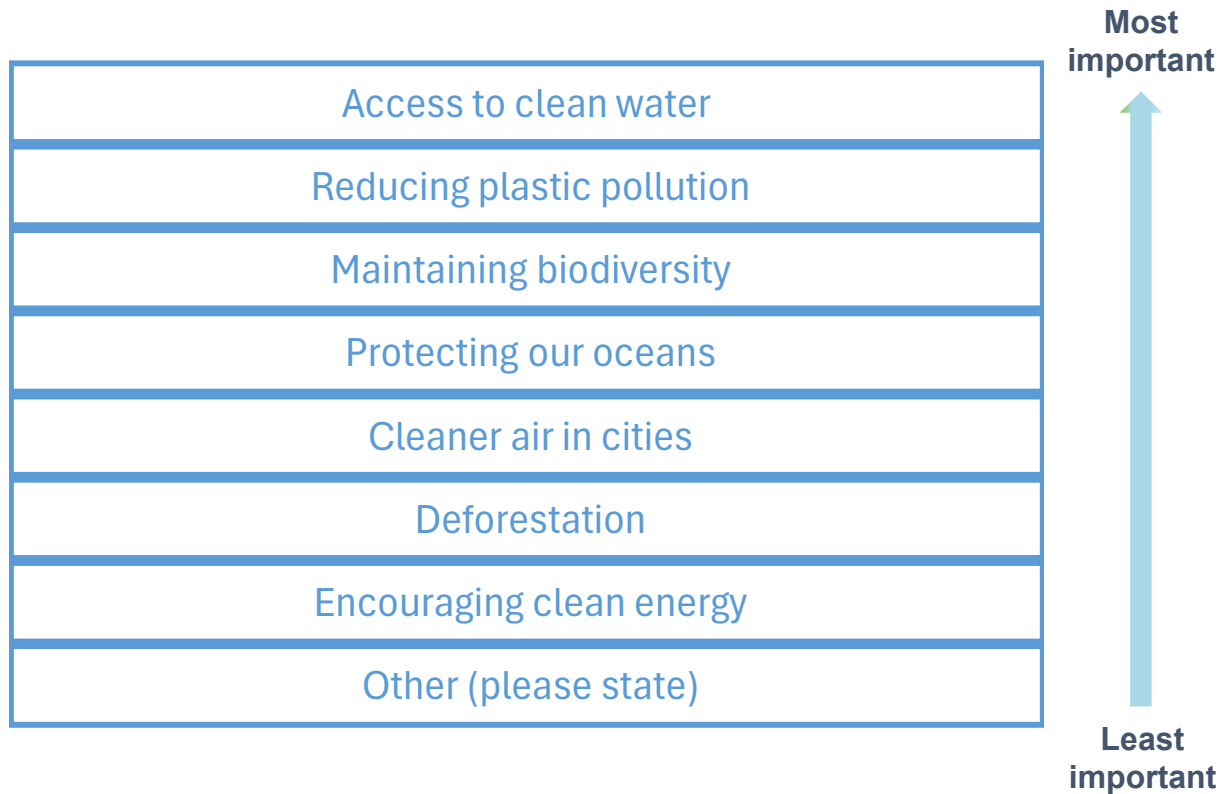 Most
important
Access to clean water
Reducing plastic pollution
Maintaining biodiversity
Protecting our oceans
Cleaner air in cities
Deforestation
Encouraging clean energy
Other (please state)
Least
important